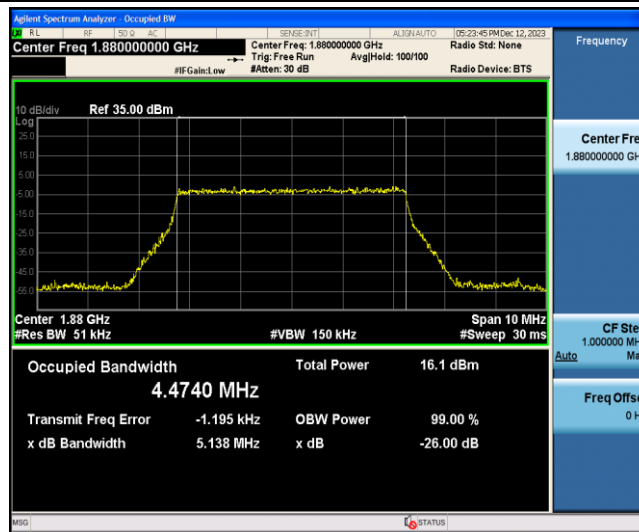 Agilent Spectrum Analyzer - Occupied BW
RL RF 50 Ω AC SENSE:INT ALIGN AUTO 05:23:45 PM Dec 12, 2023
Center Freq 1.880000000 GHz Center Freq: 1.880000000 GHz Radio Std: None Frequency
Trig: Free Run Avg|Hold: 100/100
#IFGain:Low #Atten: 30 dB Radio Device: BTS
10 dB/div Ref 35.00 dBm
Log
25.0
15.0
5.00
-5.00
-15.0
-25.0
-35.0
-45.0
-55.0
Center Fre
1.880000000 GH
Center 1.88 GHz Span 10 MHz
#Res BW 51 kHz #VBW 150 kHz #Sweep 30 ms
CF Ste
1.000000 MH
Auto Ma
Occupied Bandwidth Total Power 16.1 dBm
4.4740 MHz
Freq Offs
0 H
Transmit Freq Error -1.195 kHz OBW Power 99.00 %
x dB Bandwidth 5.138 MHz x dB -26.00 dB
MSG STATUS